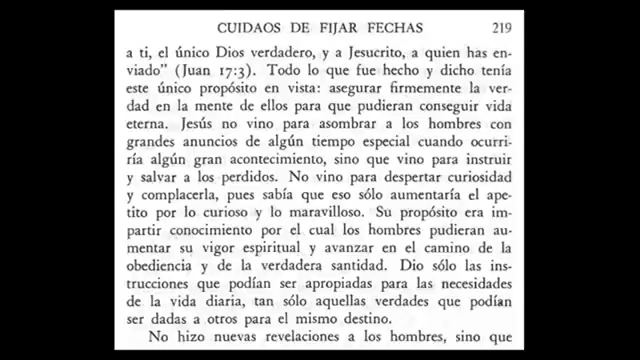 CUIDAOS DE FIJAR FECHAS 219
a ti, el único Dios verdadero, y a Jesucrito, a quien has en-
viado” (Juan 17:3). Todo lo que fue hecho y dicho tenía
este único propósito en vista: asegurar firmemente la ver-
dad en la mente de ellos para que pudieran conseguir vida
eterna. Jesús no vino para asombrar a los hombres con
grandes anuncios de algún tiempo especial cuando ocurri-
ría algún gran acontecimiento, sino que vino para instruir
y salvar a los perdidos. No vino para despertar curiosidad
y complacerla, pues sabía que eso sólo aumentaría el ape-
tito por lo curioso y lo maravilloso. Su propósito era im-
partir conocimiento por el cual los hombres pudieran au-
mentar su vigor espiritual y avanzar en el camino de la
obediencia y de la verdadera santidad. Dio sólo las ins-
trucciones que podían ser apropiadas para las necesidades
de la vida diaria, tan sólo aquellas verdades que podían
ser dadas a otros para el mismo destino.
No hizo nuevas revelaciones a los hombres, sino que